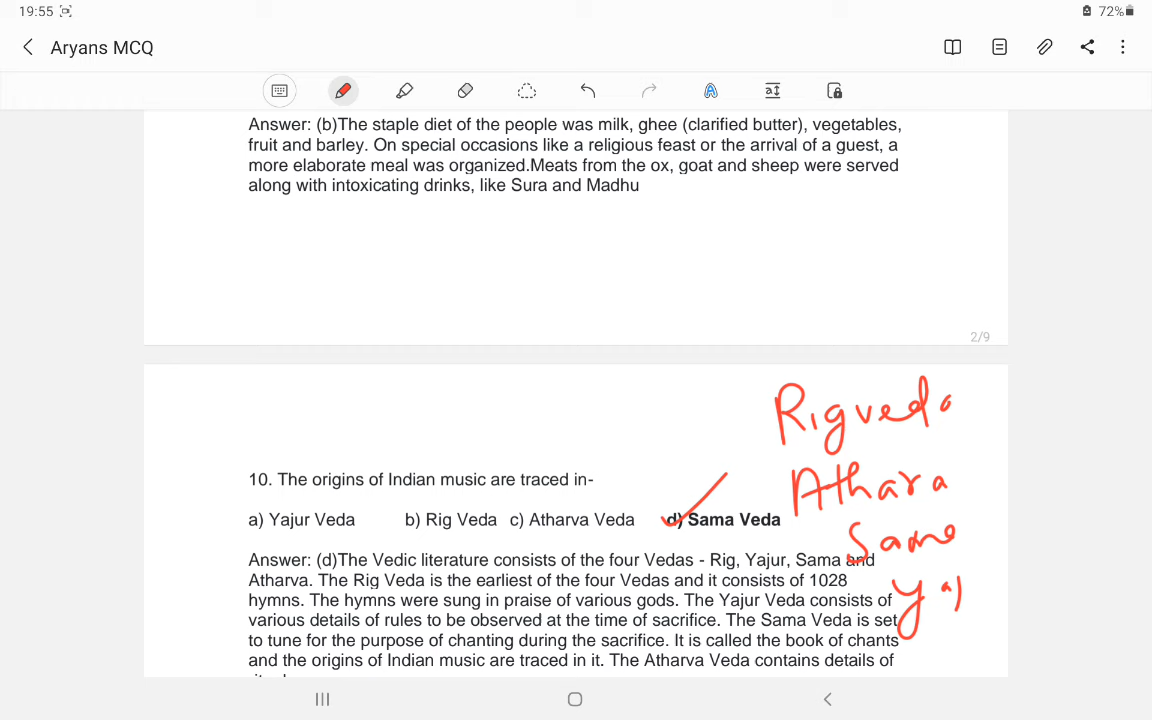 19:55
72%
Aryans MCQ
Answer: (b)The staple diet of the people was milk, ghee (clarified butter), vegetables,
fruit and barley. On special occasions like a religious feast or the arrival of a guest, a
more elaborate meal was organized.Meats from the ox, goat and sheep were served
along with intoxicating drinks, like Sura and Madhu
2/9
Rigveda
10. The origins of Indian music are traced in-
Athara
a) Yajur Veda b) Rig Veda c) Atharva Veda d) Sama Veda
Same
Answer: (d)The Vedic literature consists of the four Vedas - Rig, Yajur, Sama and
Atharva. The Rig Veda is the earliest of the four Vedas and it consists of 1028
hymns. The hymns were sung in praise of various gods. The Yajur Veda consists of
Yaj
various details of rules to be observed at the time of sacrifice. The Sama Veda is set
to tune for the purpose of chanting during the sacrifice. It is called the book of chants
and the origins of Indian music are traced in it. The Atharva Veda contains details of